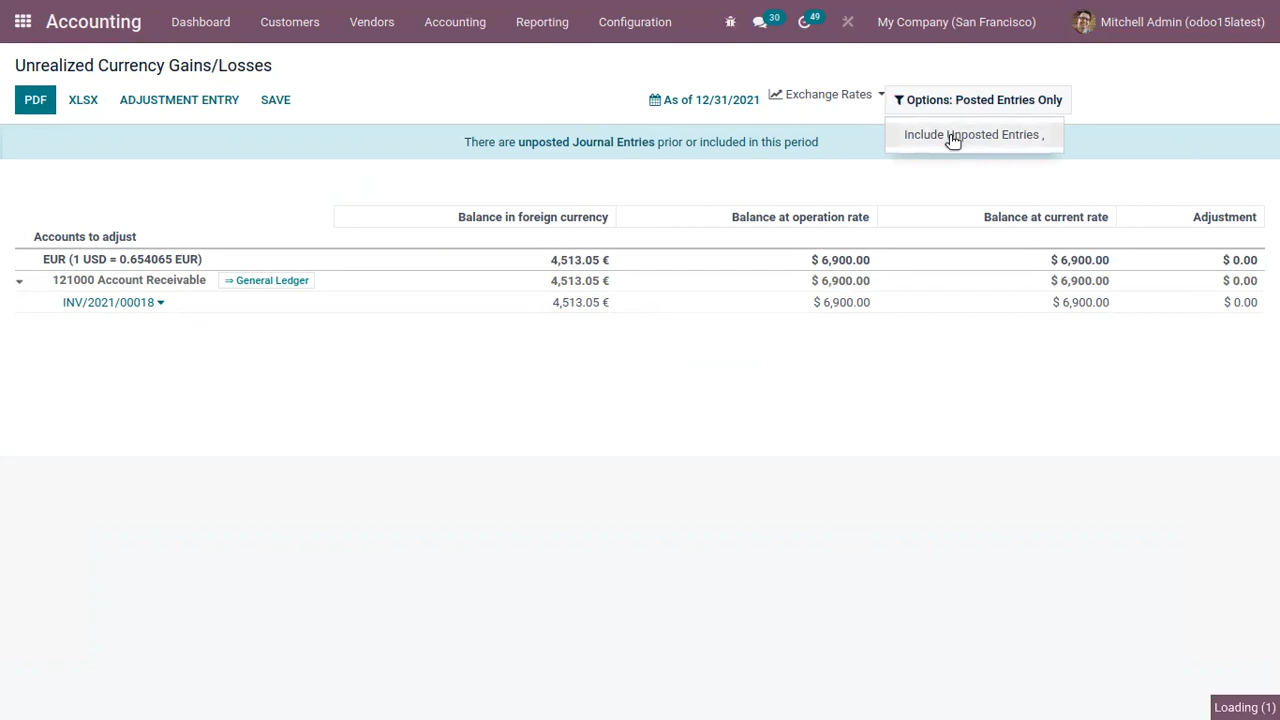 Accounting Dashboard Customers Vendors Accounting Reporting Configuration 30 49 My Company (San Francisco) Mitchell Admin (odoo15latest)
Unrealized Currency Gains/Losses
PDF XLSX ADJUSTMENT ENTRY SAVE As of 12/31/2021 Exchange Rates Options: Posted Entries Only
Include Unposted Entries ,
There are unposted Journal Entries prior or included in this period
Balance in foreign currency Balance at operation rate Balance at current rate Adjustment
Accounts to adjust
EUR (1 USD = 0.654065 EUR) 4,513.05 € $ 6,900.00 $ 6,900.00 $ 0.00
121000 Account Receivable ⇒ General Ledger 4,513.05 € $ 6,900.00 $ 6,900.00 $ 0.00
INV/2021/00018 4,513.05 € $ 6,900.00 $ 6,900.00 $ 0.00
Loading (1)